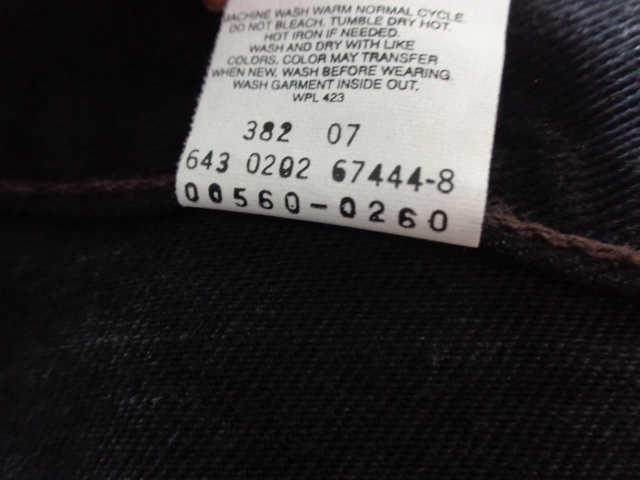 MACHINE WASH WARM NORMAL CYCLE.
DO NOT BLEACH. TUMBLE DRY HOT.
HOT IRON IF NEEDED.
WASH AND DRY WITH LIKE
COLORS. COLOR MAY TRANSFER
WHEN NEW. WASH BEFORE WEARING.
WASH GARMENT INSIDE OUT.
WPL 423
382 07
643 0202 67444-8
00560-0260